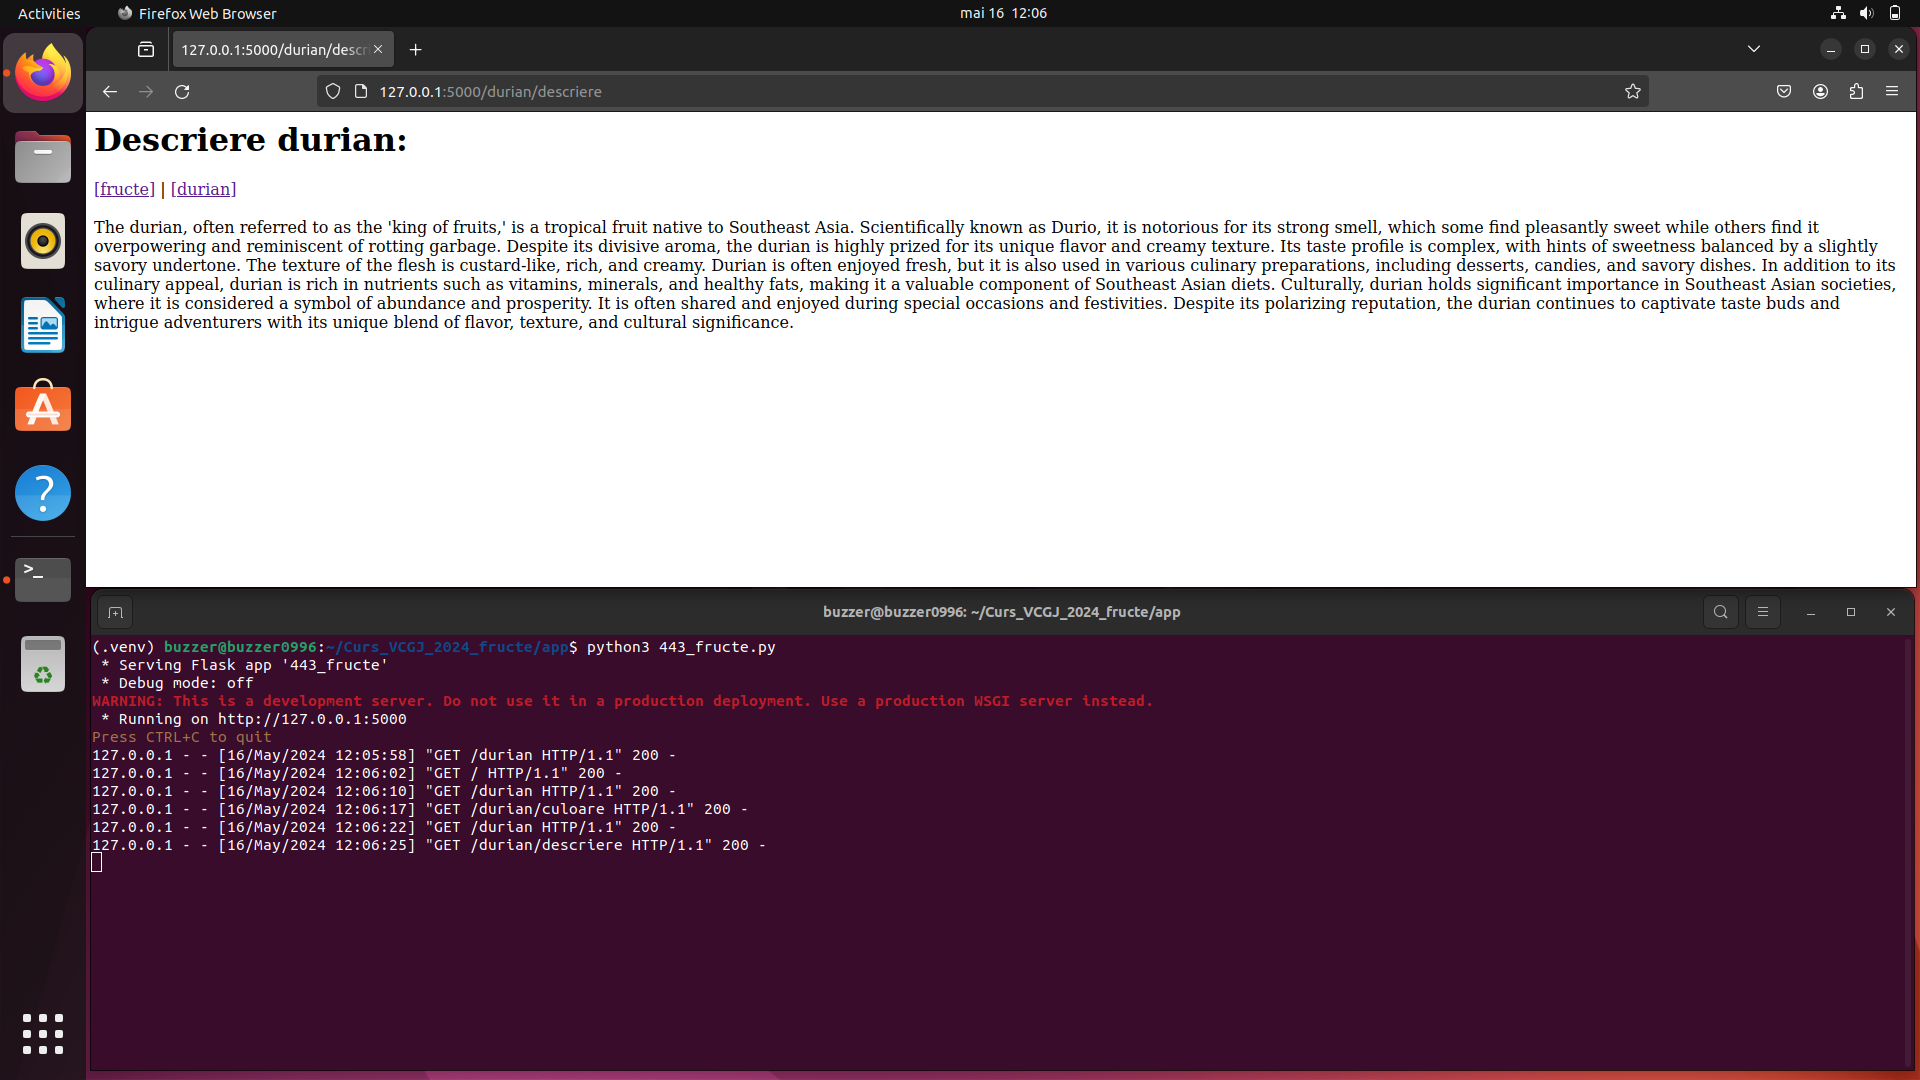 Activities
Firefox Web Browser
mai 16 12:06
127.0.0.1:5000/durian/descr
127.0.0.1:5000/durian/descriere
Descriere durian:
[fructe] | [durian]
The durian, often referred to as the 'king of fruits,' is a tropical fruit native to Southeast Asia. Scientifically known as Durio, it is notorious for its strong smell, which some find pleasantly sweet while others find it
overpowering and reminiscent of rotting garbage. Despite its divisive aroma, the durian is highly prized for its unique flavor and creamy texture. Its taste profile is complex, with hints of sweetness balanced by a slightly
savory undertone. The texture of the flesh is custard-like, rich, and creamy. Durian is often enjoyed fresh, but it is also used in various culinary preparations, including desserts, candies, and savory dishes. In addition to its
culinary appeal, durian is rich in nutrients such as vitamins, minerals, and healthy fats, making it a valuable component of Southeast Asian diets. Culturally, durian holds significant importance in Southeast Asian societies,
where it is considered a symbol of abundance and prosperity. It is often shared and enjoyed during special occasions and festivities. Despite its polarizing reputation, the durian continues to captivate taste buds and
intrigue adventurers with its unique blend of flavor, texture, and cultural significance.
buzzer@buzzer0996: ~/Curs_VCGJ_2024_fructe/app
(.venv) buzzer@buzzer0996:~/Curs_VCGJ_2024_fructe/app$ python3 443_fructe.py
 * Serving Flask app '443_fructe'
 * Debug mode: off
WARNING: This is a development server. Do not use it in a production deployment. Use a production WSGI server instead.
 * Running on http://127.0.0.1:5000
Press CTRL+C to quit
127.0.0.1 - - [16/May/2024 12:05:58] "GET /durian HTTP/1.1" 200 -
127.0.0.1 - - [16/May/2024 12:06:02] "GET / HTTP/1.1" 200 -
127.0.0.1 - - [16/May/2024 12:06:10] "GET /durian HTTP/1.1" 200 -
127.0.0.1 - - [16/May/2024 12:06:17] "GET /durian/culoare HTTP/1.1" 200 -
127.0.0.1 - - [16/May/2024 12:06:22] "GET /durian HTTP/1.1" 200 -
127.0.0.1 - - [16/May/2024 12:06:25] "GET /durian/descriere HTTP/1.1" 200 -